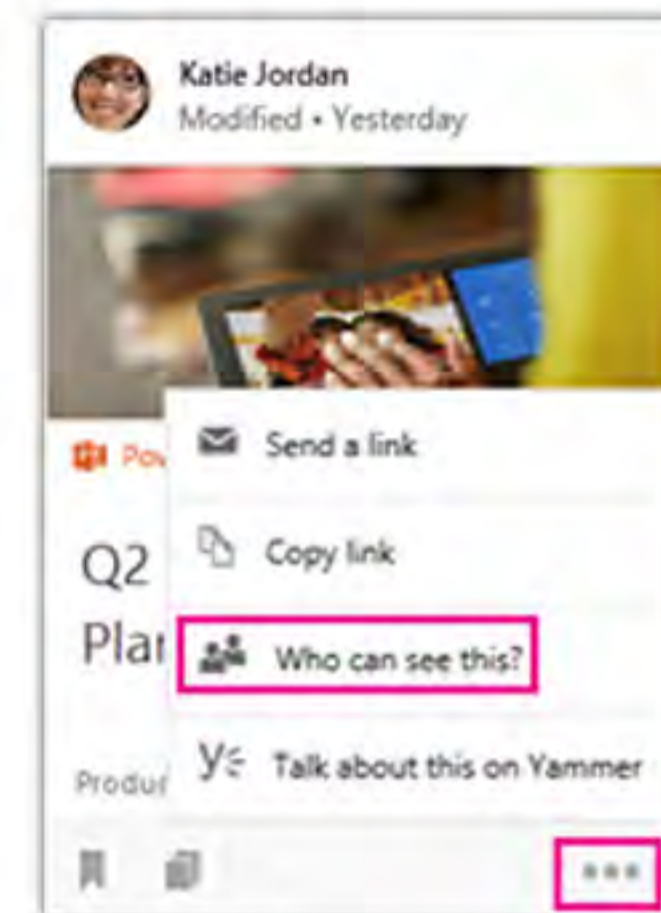 Katie Jordan
Modified • Yesterday
Send a link
Q2
Copy link
Who can see this?
Talk about this on Yammer